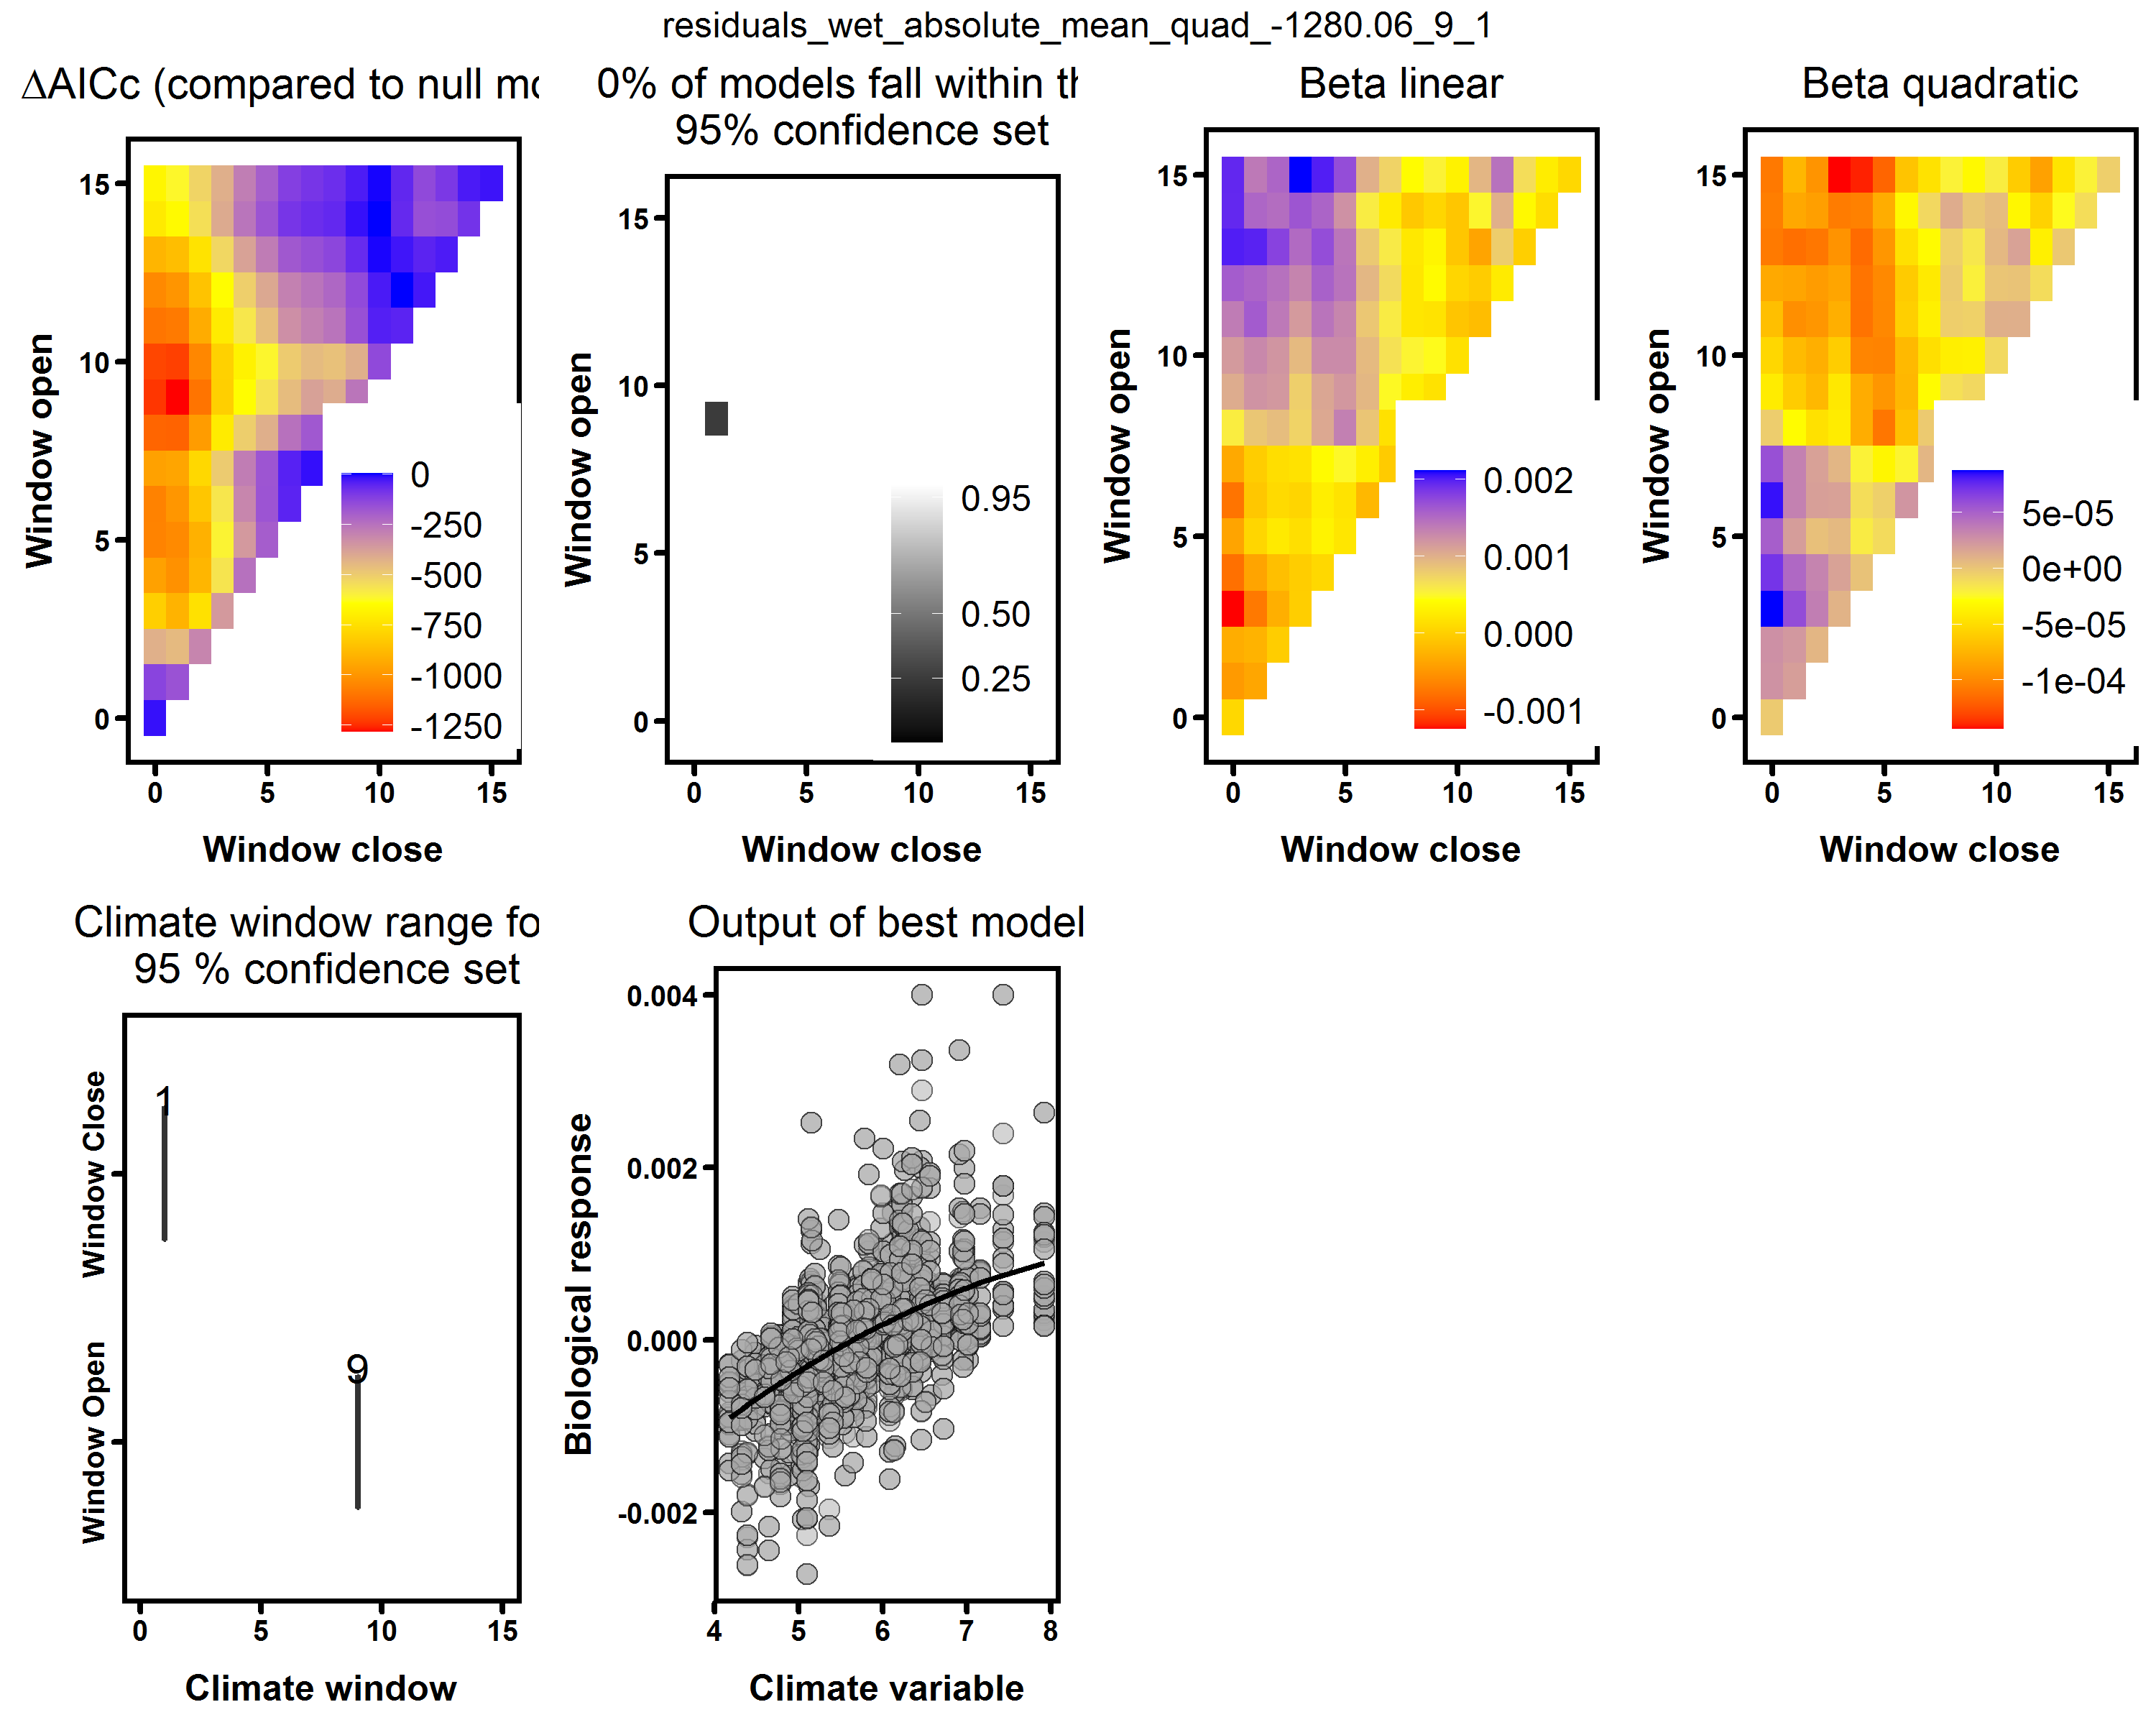 residuals_wet_absolute_mean_quad_-1280.06_9_1
ΔAICc (compared to null mo
15
10
5
0
0
-250
-500
-750
-1000
-1250
0 5 10 15
Window open
Window close
0% of models fall within th
95% confidence set
15
10
5
0
0.95
0.50
0.25
0 5 10 15
Window open
Window close
Beta linear
15
10
5
0
0.002
0.001
0.000
-0.001
0 5 10 15
Window open
Window close
Beta quadratic
15
10
5
0
5e-05
0e+00
-5e-05
-1e-04
0 5 10 15
Window open
Window close
Climate window range fo
95 % confidence set
Window Close
Window Open
1
9
0 5 10 15
Climate window
Output of best model
0.004
0.002
0.000
-0.002
Biological response
4 5 6 7 8
Climate variable